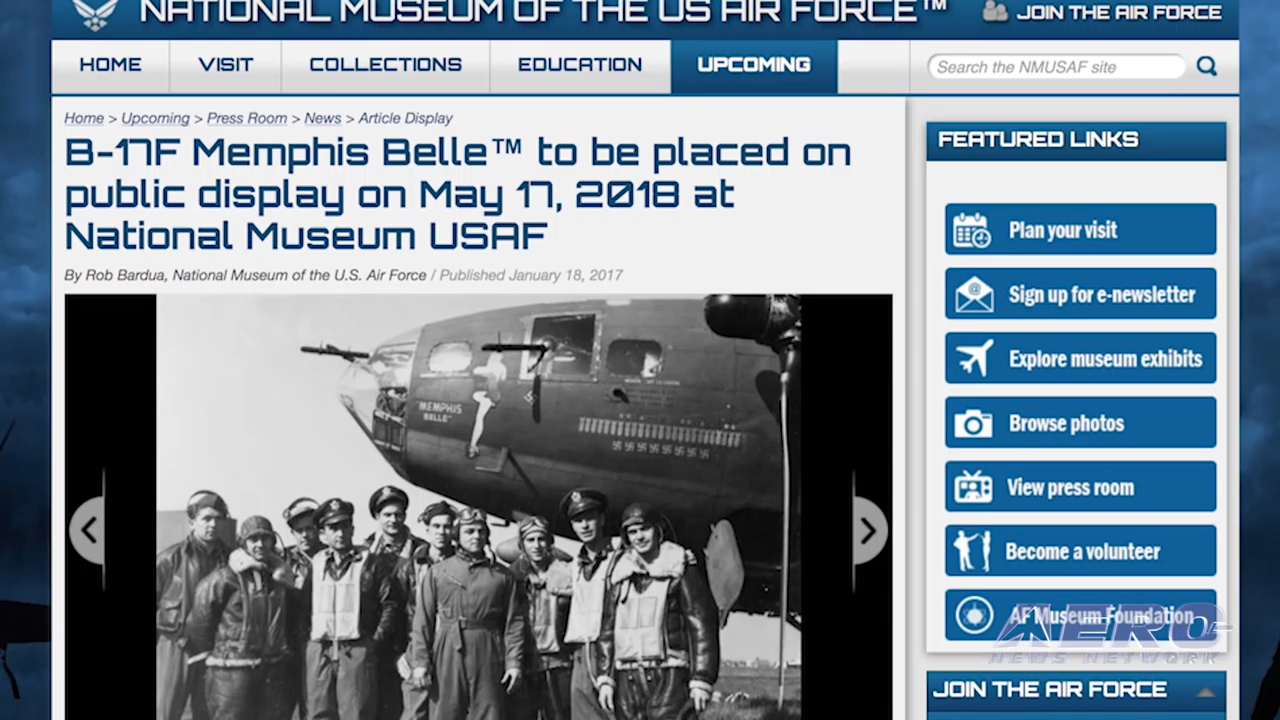 NATIONAL MUSEUM OF THE US AIR FORCE™
JOIN THE AIR FORCE
HOME
VISIT
COLLECTIONS
EDUCATION
UPCOMING
Search the NMUSAF site
Home > Upcoming > Press Room > News > Article Display
B-17F Memphis Belle™ to be placed on
public display on May 17, 2018 at
National Museum USAF
By Rob Bardua, National Museum of the U.S. Air Force / Published January 18, 2017
"MEMPHIS
BELLE"
FEATURED LINKS
Plan your visit
Sign up for e-newsletter
Explore museum exhibits
Browse photos
View press room
Become a volunteer
AF Museum Foundation
AERO
NEWS NETWORK
JOIN THE AIR FORCE